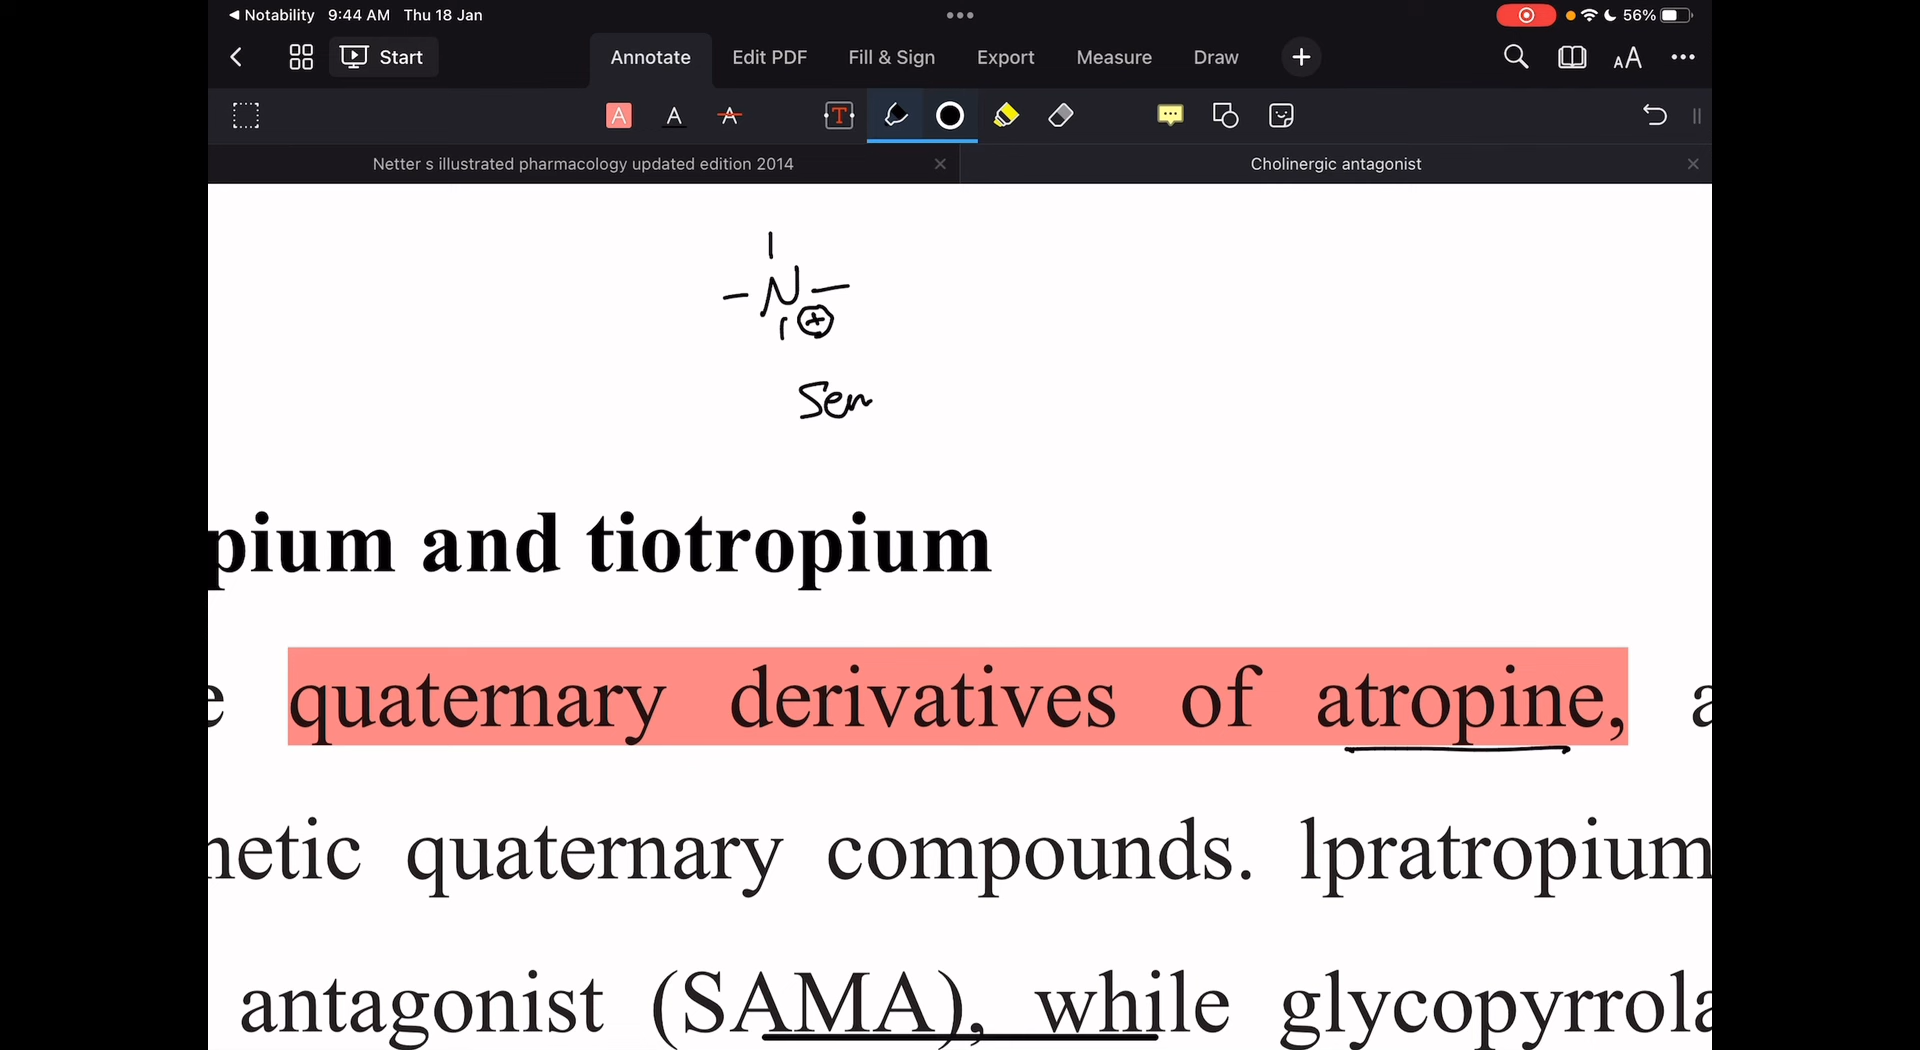 Notability 9:44 AM Thu 18 Jan 56%
Start Annotate Edit PDF Fill & Sign Export Measure Draw
Netter s illustrated pharmacology updated edition 2014 Cholinergic antagonist
N
+
Sem
pium and tiotropium
e quaternary derivatives of atropine, a
netic quaternary compounds. lpratropium
antagonist (SAMA), while glycopyrrola